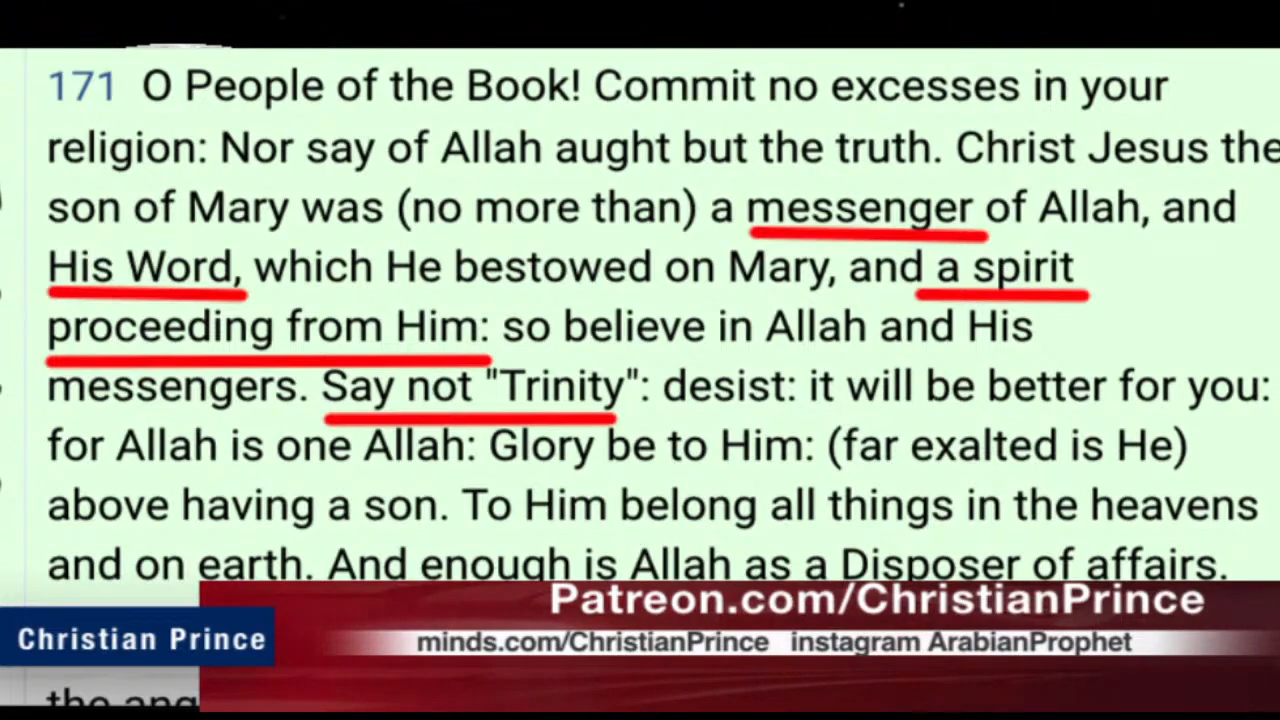 171 O People of the Book! Commit no excesses in your
religion: Nor say of Allah aught but the truth. Christ Jesus the
son of Mary was (no more than) a messenger of Allah, and
His Word, which He bestowed on Mary, and a spirit
proceeding from Him: so believe in Allah and His
messengers. Say not "Trinity": desist: it will be better for you:
for Allah is one Allah: Glory be to Him: (far exalted is He)
above having a son. To Him belong all things in the heavens
and on earth. And enough is Allah as a Disposer of affairs.
Patreon.com/ChristianPrince
Christian Prince
minds.com/ChristianPrince instagram ArabianProphet
the